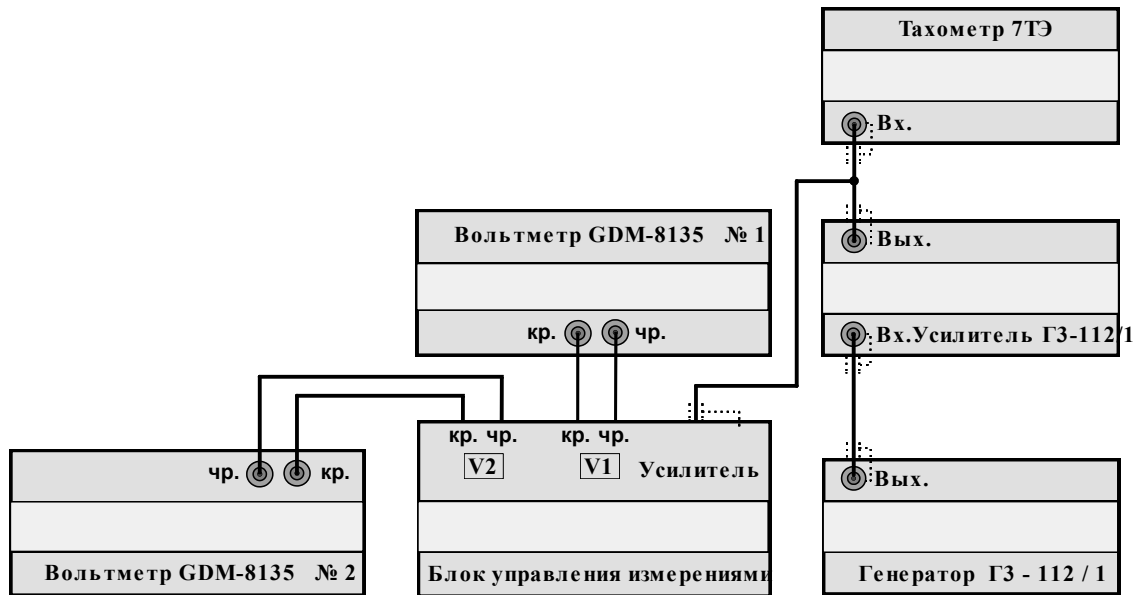 Тахометр 7ТЭ
Вх.
Вых.
Вольтметр GDM-8135 № 1
Вх.Усилитель Г3-112/1
кр. чр.
кр. чр. кр. чр.
V2 V1 Усилитель
чр. кр.
Вых.
Вольтметр GDM-8135 № 2
Блок управления измерениями
Генератор Г3 - 112 / 1